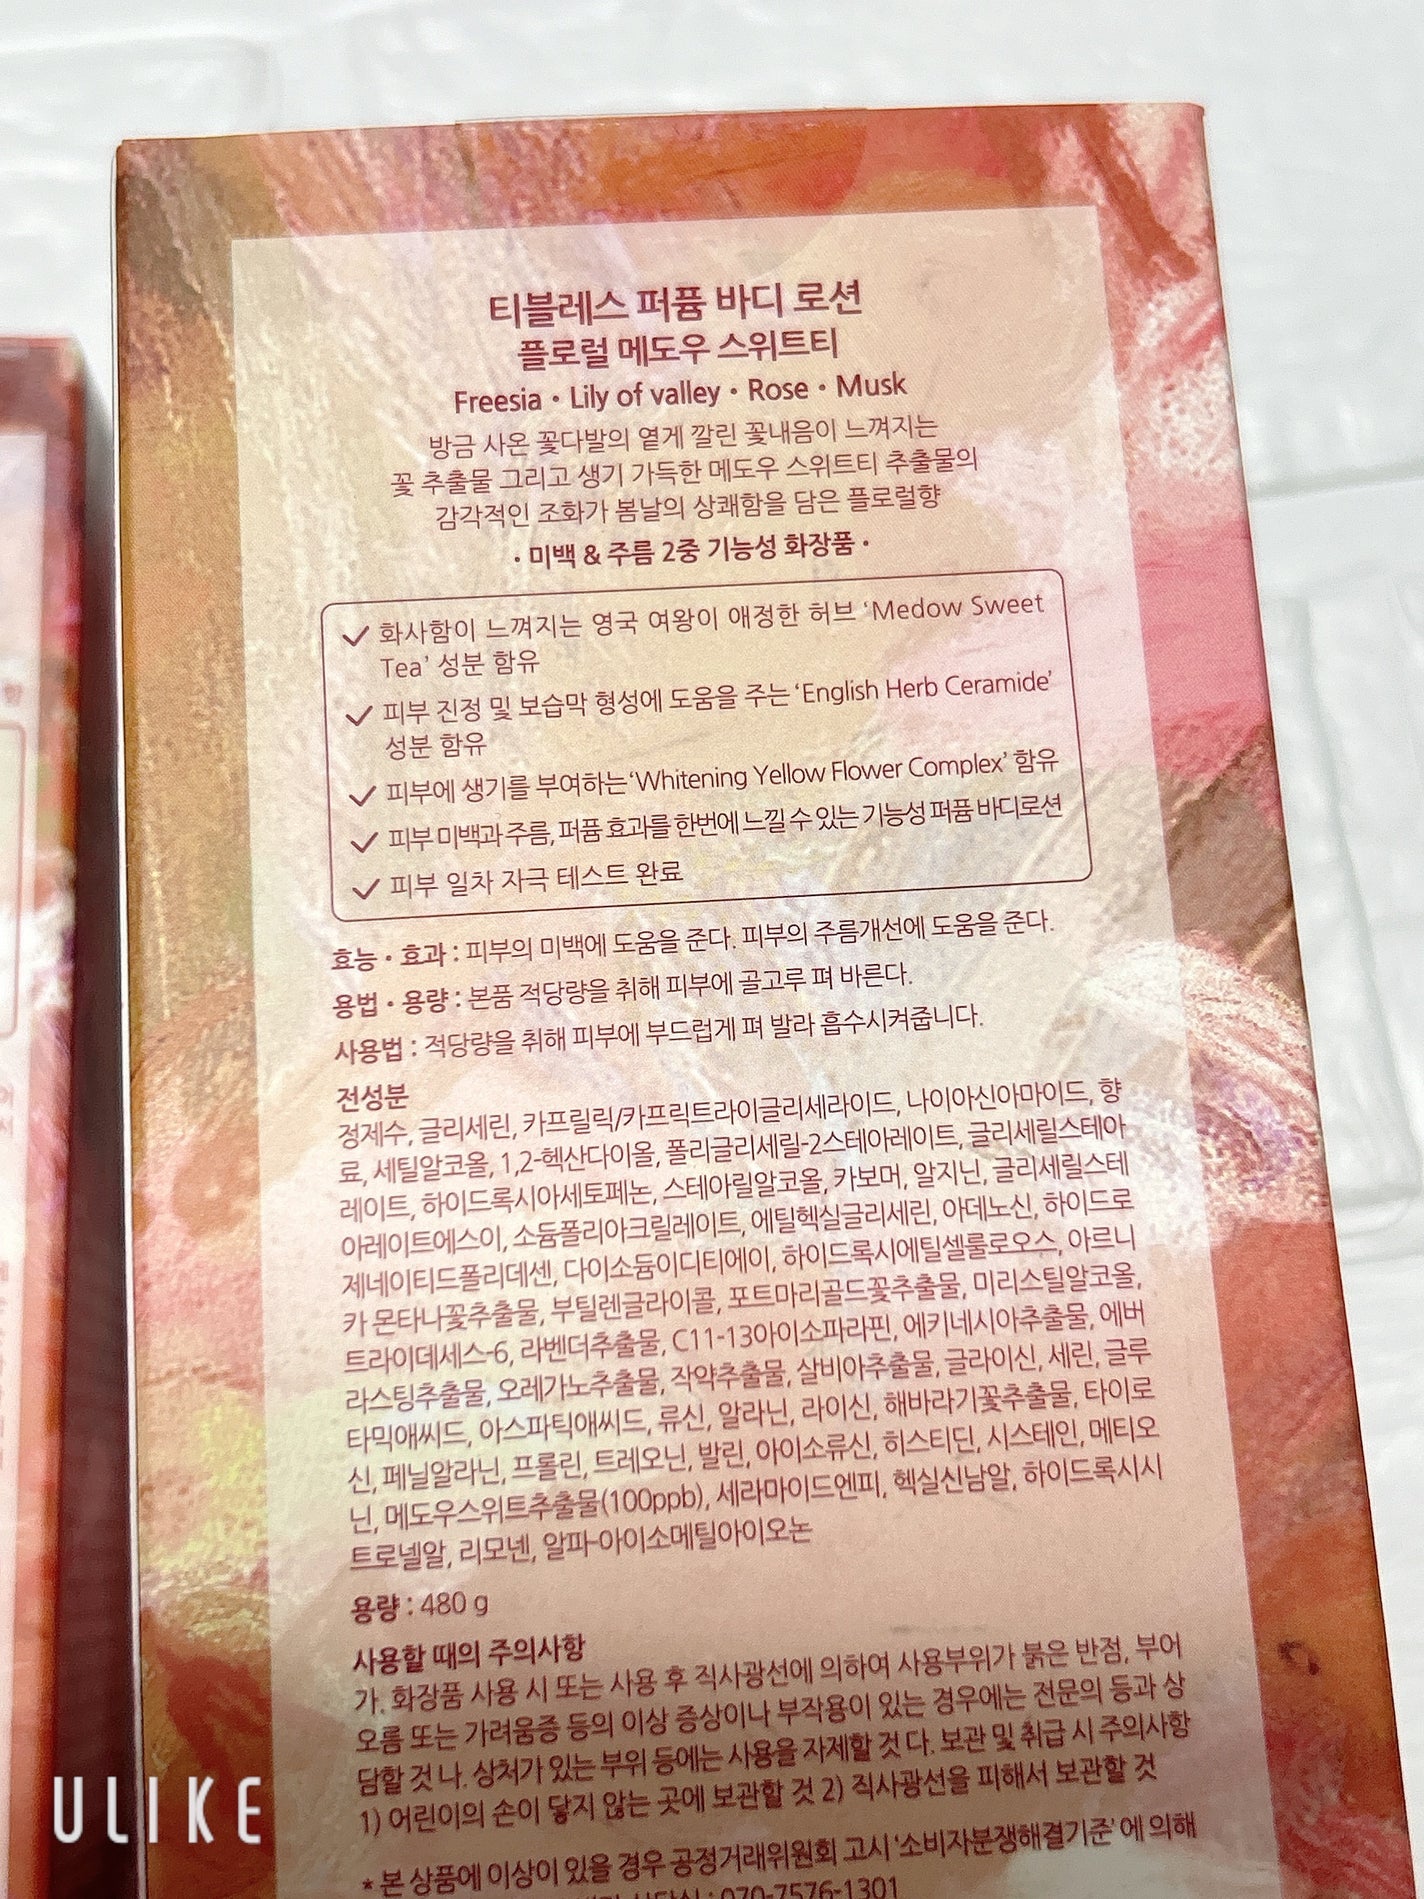 티블레스 퍼퓸 바디 로션
플로럴 메도우 스위트티
Freesia • Lily of valley • Rose • Musk
방금 사온 꽃다발의 옅게 깔린 꽃내음이 느껴지는
꽃 추출물 그리고 생기 가득한 메도우 스위트티 추출물의
감각적인 조화가 봄날의 상쾌함을 담은 플로럴향
• 미백 & 주름 2중 기능성 화장품 •
✓ 화사함이 느껴지는 영국 여왕이 애정한 허브 ‘Medow Sweet
Tea’ 성분 함유
✓ 피부 진정 및 보습막 형성에 도움을 주는 ‘English Herb Ceramide’
성분 함유
✓ 피부에 생기를 부여하는 ‘Whitening Yellow Flower Complex’ 함유
✓ 피부 미백과 주름, 퍼퓸 효과를 한번에 느낄 수 있는 기능성 퍼퓸 바디로션
✓ 피부 일차 자극 테스트 완료
효능 • 효과 : 피부의 미백에 도움을 준다. 피부의 주름개선에 도움을 준다.
용법 • 용량 : 본품 적당량을 취해 피부에 골고루 펴 바른다.
사용법 : 적당량을 취해 피부에 부드럽게 펴 발라 흡수시켜줍니다.
전성분
정제수, 글리세린, 카프릴릭/카프릭트라이글리세라이드, 나이아신아마이드, 향
료, 세틸알코올, 1,2-헥산다이올, 폴리글리세릴-2스테아레이트, 글리세릴스테아
레이트, 하이드록시아세토페논, 스테아릴알코올, 카보머, 알지닌, 글리세릴스테
아레이트에스이, 소듐폴리아크릴레이트, 에틸헥실글리세린, 아데노신, 하이드로
제네이티드폴리데센, 다이소듐이디티에이, 하이드록시에틸셀룰로오스, 아르니
카 몬타나꽃추출물, 부틸렌글라이콜, 포트마리골드꽃추출물, 미리스틸알코올,
트라이데세스-6, 라벤더추출물, C11-13아이소파라핀, 에키네시아추출물, 에버
라스팅추출물, 오레가노추출물, 작약추출물, 살비아추출물, 글라이신, 세린, 글루
타믹애씨드, 아스파틱애씨드, 류신, 알라닌, 라이신, 해바라기꽃추출물, 타이로
신, 페닐알라닌, 프롤린, 트레오닌, 발린, 아이소류신, 히스티딘, 시스테인, 메티오
닌, 메도우스위트추출물(100ppb), 세라마이드엔피, 헥실신남알, 하이드록시시
트로넬알, 리모넨, 알파-아이소메틸아이오논
용량 : 480 g
사용할 때의 주의사항
가. 화장품 사용 시 또는 사용 후 직사광선에 의하여 사용부위가 붉은 반점, 부어
오름 또는 가려움증 등의 이상 증상이나 부작용이 있는 경우에는 전문의 등과 상
담할 것 나. 상처가 있는 부위 등에는 사용을 자제할 것 다. 보관 및 취급 시 주의사항
1) 어린이의 손이 닿지 않는 곳에 보관할 것 2) 직사광선을 피해서 보관할 것
* 본 상품에 이상이 있을 경우 공정거래위원회 고시 ‘소비자분쟁해결기준’에 의해
: 070-7576-1301
ULIKE